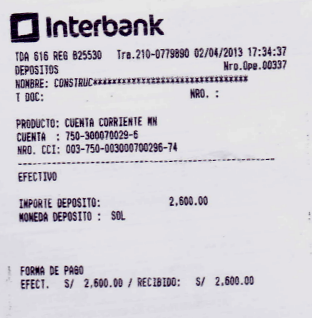 Interbank
TDA 616 REG B25530 Tra.210-0779890 02/04/2013 17:34:37
DEPOSITOS Nro.Ope.00337
NOMBRE: CONSTRUC*********************************
T DOC: NRO. :
PRODUCTO: CUENTA CORRIENTE MN
CUENTA : 750-300070029-6
NRO. CCI: 003-750-003000700296-74
--------------------------------------------------
EFECTIVO
IMPORTE DEPOSITO: 2,600.00
MONEDA DEPOSITO : SOL
FORMA DE PAGO
EFECT. S/ 2,600.00 / RECIBIDO: S/ 2,600.00